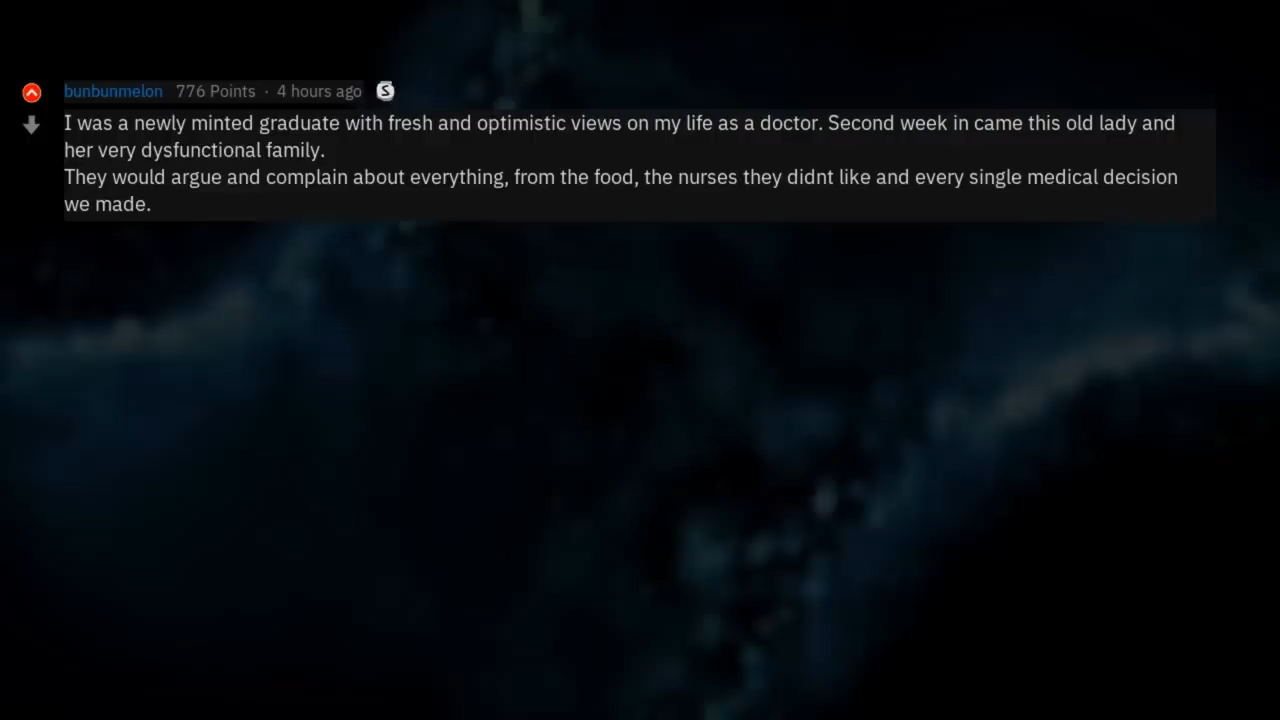 bunbunmelon 776 Points · 4 hours ago S
I was a newly minted graduate with fresh and optimistic views on my life as a doctor. Second week in came this old lady and
her very dysfunctional family.
They would argue and complain about everything, from the food, the nurses they didnt like and every single medical decision
we made.